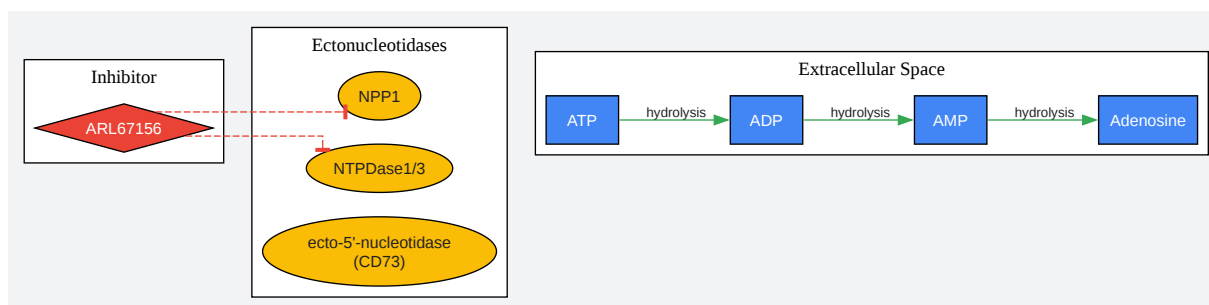 Inhibitor
ARL67156
Ectonucleotidases
NPP1
NTPDase1/3
ecto-5'-nucleotidase
(CD73)
Extracellular Space
ATP
hydrolysis
ADP
hydrolysis
AMP
hydrolysis
Adenosine